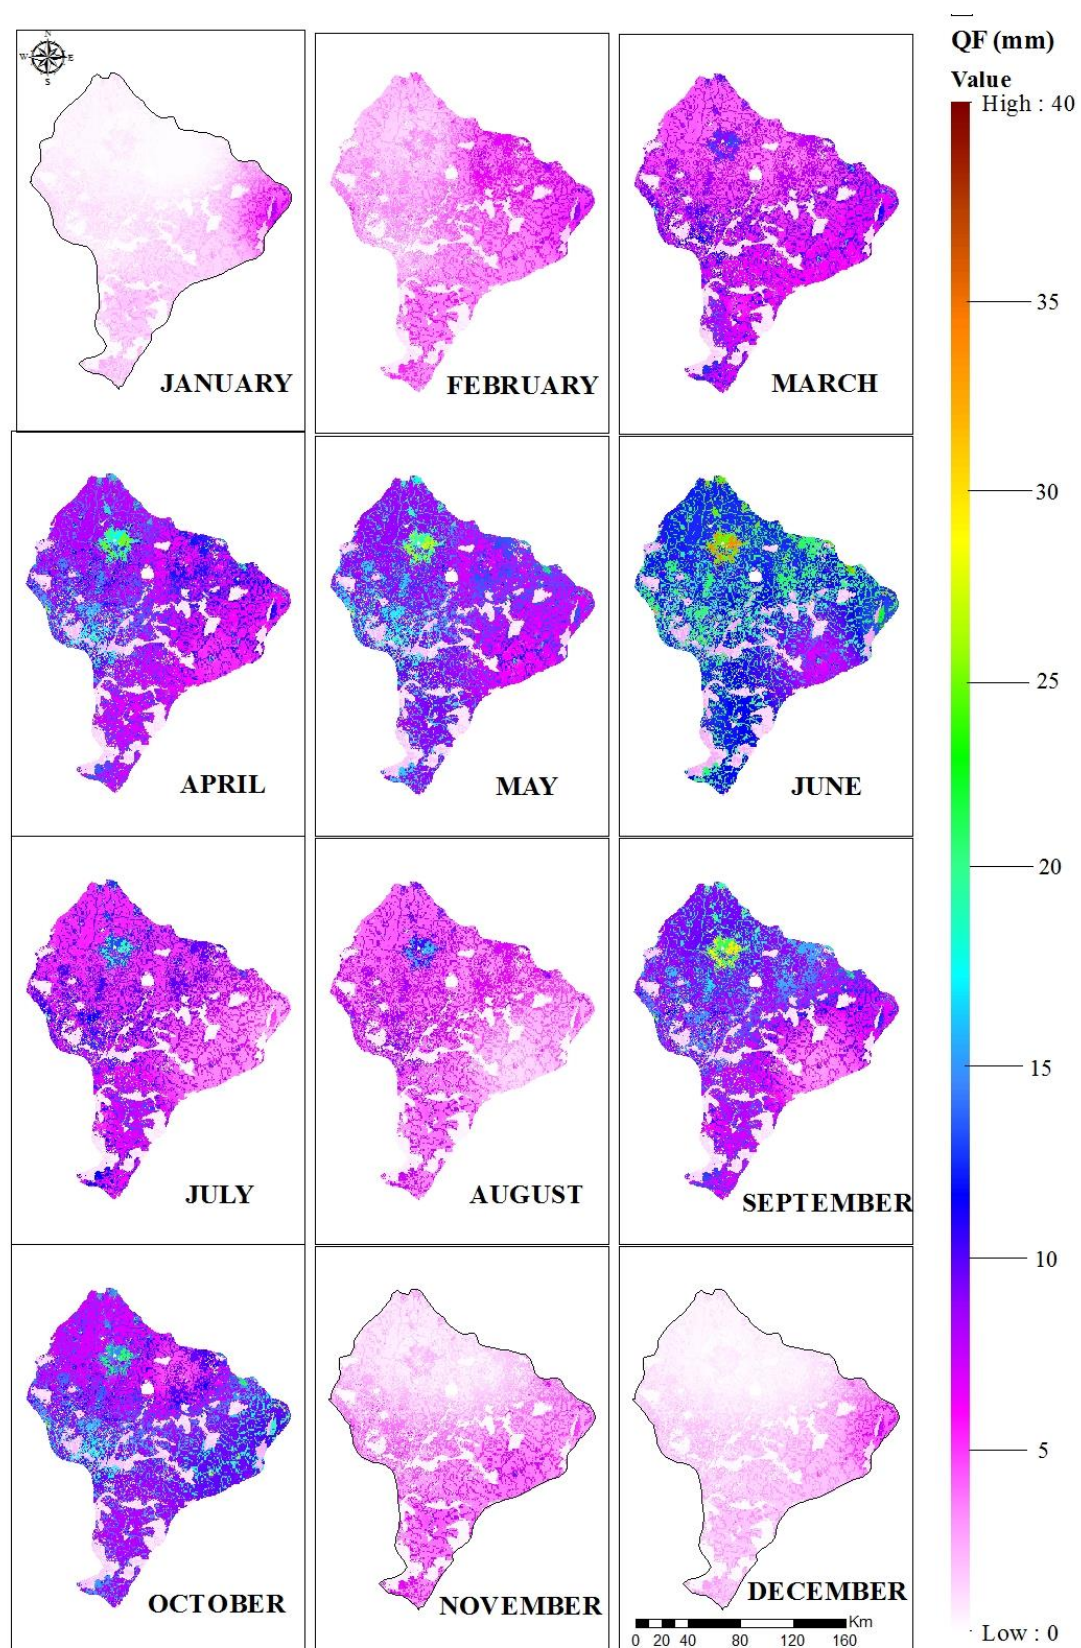 N
W E
S
QF (mm)
Value
High : 40
35
30
25
20
15
10
5
Low : 0
JANUARY
FEBRUARY
MARCH
APRIL
MAY
JUNE
JULY
AUGUST
SEPTEMBER
OCTOBER
NOVEMBER
DECEMBER
Km
0 20 40 80 120 160